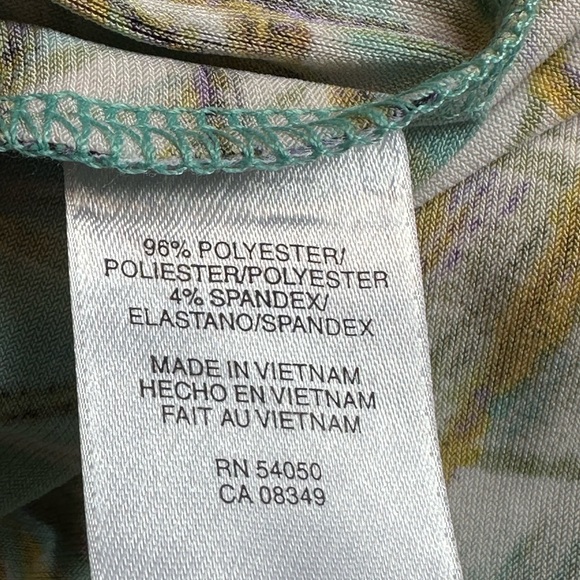 96% POLYESTER/
POLIESTER/POLYESTER
4% SPANDEX/
ELASTANO/SPANDEX
MADE IN VIETNAM
HECHO EN VIETNAM
FAIT AU VIETNAM
RN 54050
CA 08349